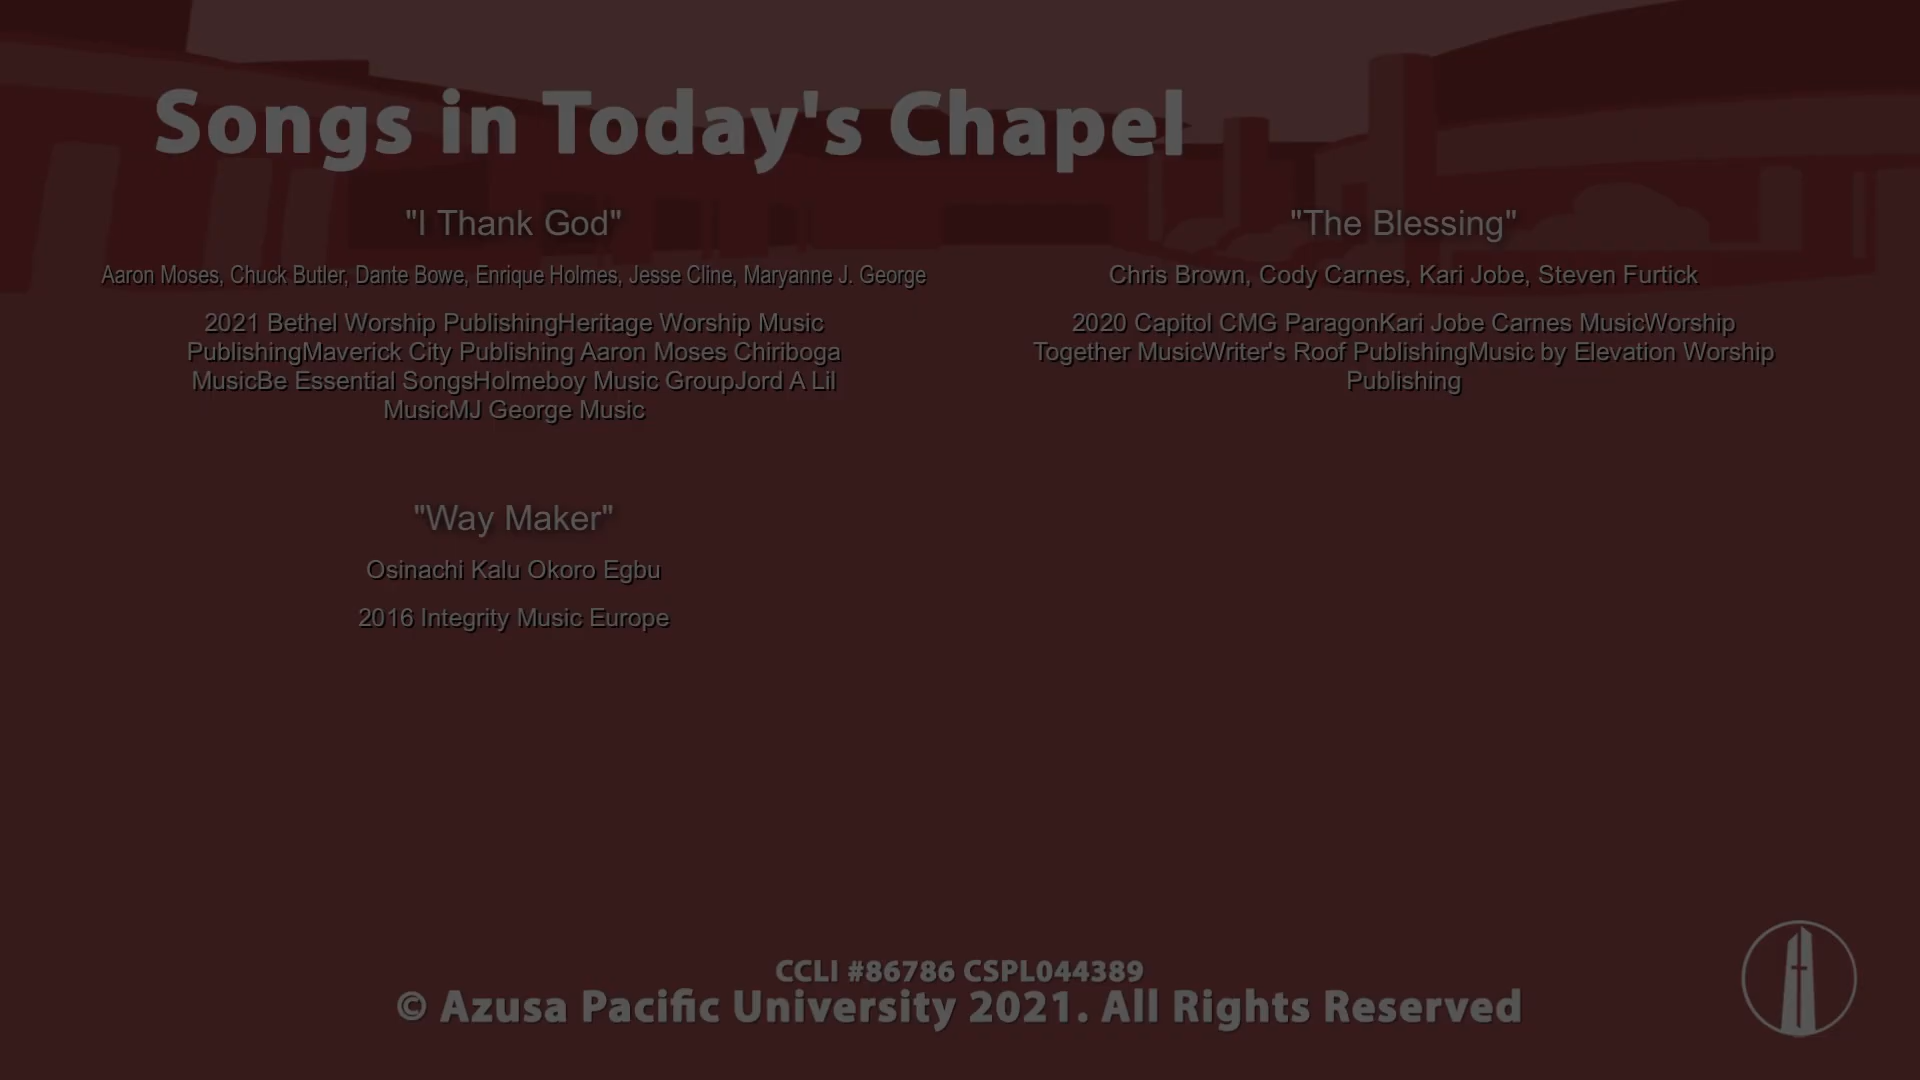 Songs in Today's Chapel
"I Thank God"
Aaron Moses, Chuck Butler, Dante Bowe, Enrique Holmes, Jesse Cline, Maryanne J. George
2021 Bethel Worship PublishingHeritage Worship Music
PublishingMaverick City Publishing Aaron Moses Chiriboga
MusicBe Essential SongsHolmeboy Music GroupJord A Lil
MusicMJ George Music
"The Blessing"
Chris Brown, Cody Carnes, Kari Jobe, Steven Furtick
2020 Capitol CMG ParagonKari Jobe Carnes MusicWorship
Together MusicWriter's Roof PublishingMusic by Elevation Worship
Publishing
"Way Maker"
Osinachi Kalu Okoro Egbu
2016 Integrity Music Europe
CCLI #86786 CSPL044389
© Azusa Pacific University 2021. All Rights Reserved